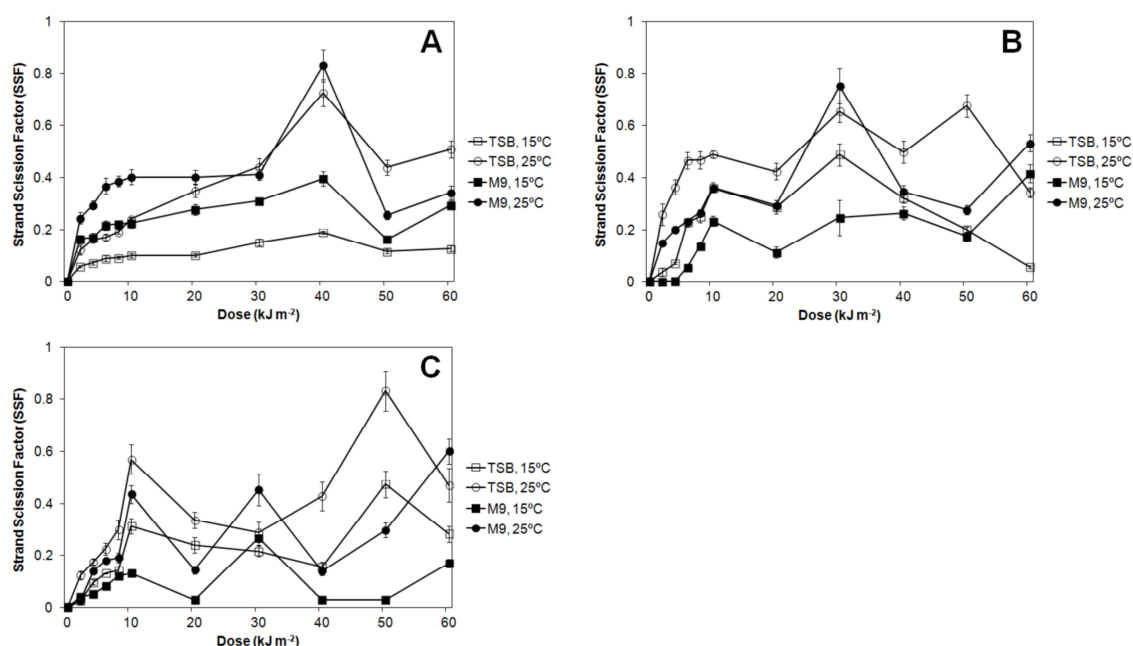 A
Strand Scission Factor (SSF)
1
0.8
0.6
0.4
0.2
0
0 10 20 30 40 50 60
Dose (kJ m-2)
TSB, 15ºC
TSB, 25ºC
M9, 15ºC
M9, 25ºC
B
Strand Scission Factor (SSF)
1
0.8
0.6
0.4
0.2
0
0 10 20 30 40 50 60
Dose (kJ m-2)
TSB, 15ºC
TSB, 25ºC
M9, 15ºC
M9, 25ºC
C
Strand Scission Factor (SSF)
1
0.8
0.6
0.4
0.2
0
0 10 20 30 40 50 60
Dose (kJ m-2)
TSB, 15ºC
TSB, 25ºC
M9, 15ºC
M9, 25ºC